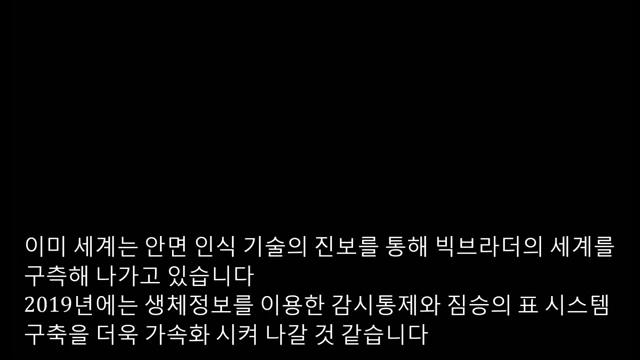 이미 세계는 안면 인식 기술의 진보를 통해 빅브라더의 세계를
구측해 나가고 있습니다
2019년에는 생체정보를 이용한 감시통제와 짐승의 표 시스템
구축을 더욱 가속화 시켜 나갈 것 같습니다